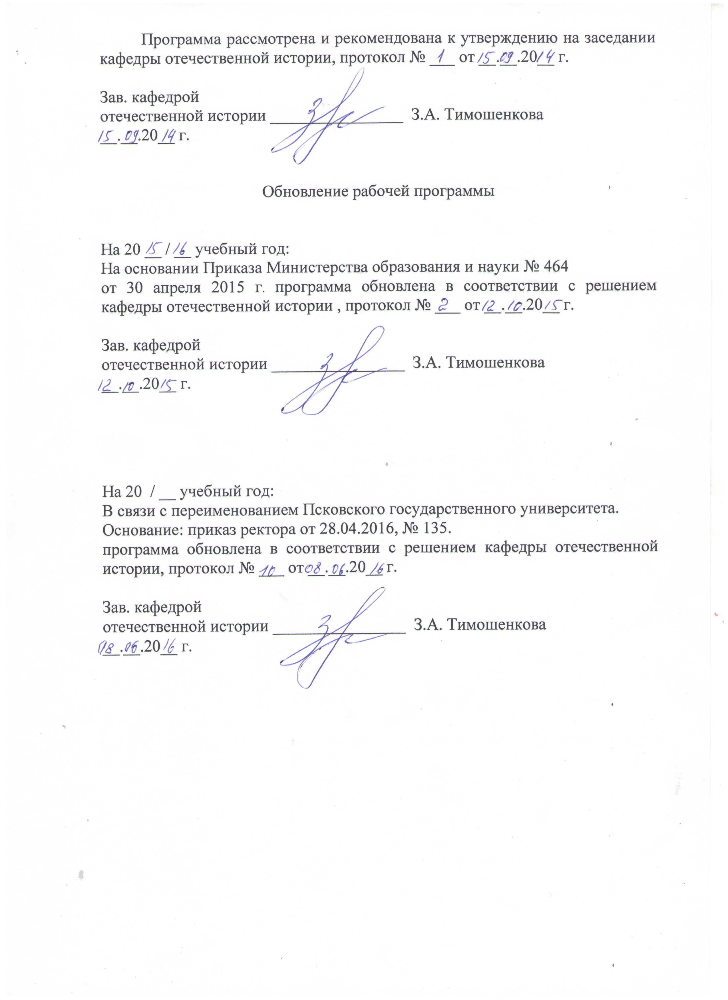 Программа рассмотрена и рекомендована к утверждению на заседании
кафедры отечественной истории, протокол № 1 от 15.09.2014 г.
Зав. кафедрой
отечественной истории ________________ З.А. Тимошенкова
15.09.2014 г.
Обновление рабочей программы
На 20 15 / 16 учебный год:
На основании Приказа Министерства образования и науки № 464
от 30 апреля 2015 г. программа обновлена в соответствии с решением
кафедры отечественной истории , протокол № 2 от 12.10.2015 г.
Зав. кафедрой
отечественной истории ________________ З.А. Тимошенкова
12.10.2015 г.
На 20 / __ учебный год:
В связи с переименованием Псковского государственного университета.
Основание: приказ ректора от 28.04.2016, № 135.
программа обновлена в соответствии с решением кафедры отечественной
истории, протокол № 10 от 08.06.2016 г.
Зав. кафедрой
отечественной истории ________________ З.А. Тимошенкова
08.06.2016 г.